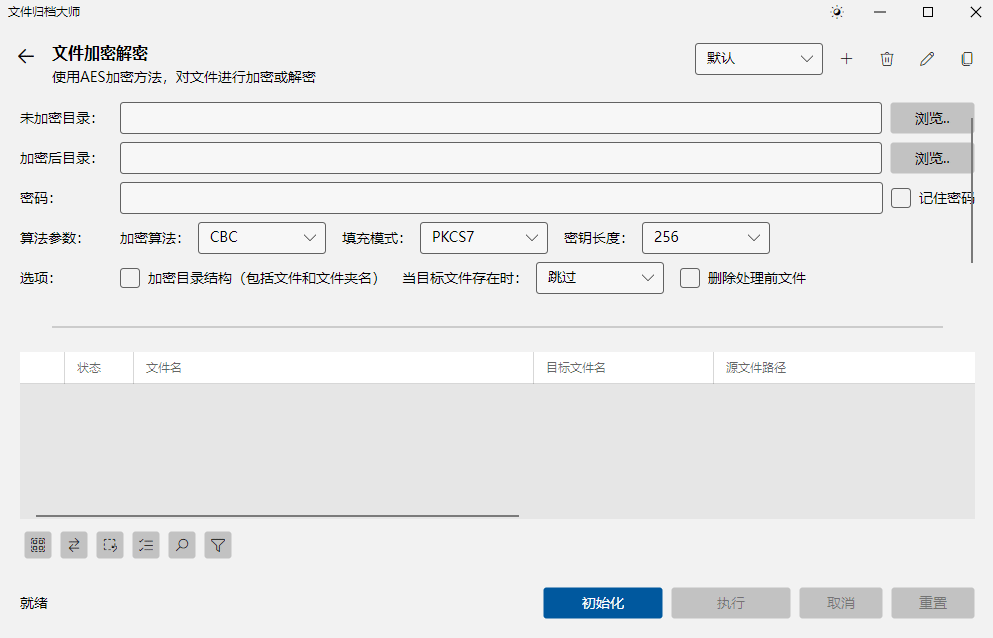 文件归档大师
文件加密解密
使用AES加密方法，对文件进行加密或解密
默认
未加密目录： 浏览..
加密后目录： 浏览..
密码： 记住密码
算法参数： 加密算法： CBC 填充模式： PKCS7 密钥长度： 256
选项： 加密目录结构（包括文件和文件夹名） 当目标文件存在时： 跳过 删除处理前文件
状态 文件名 目标文件名 源文件路径
就绪 初始化 执行 取消 重置